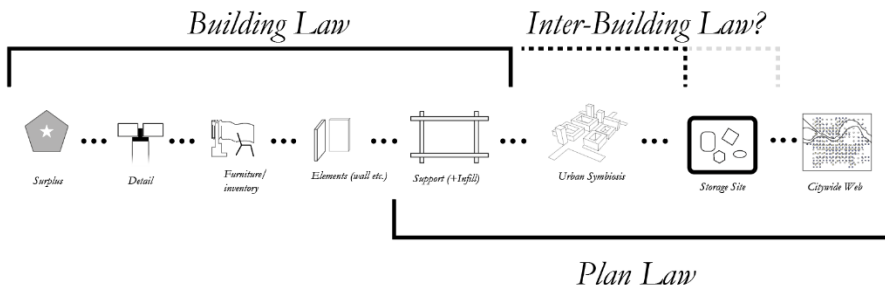 Building Law
Inter-Building Law?
Surplus
Detail
Furniture/
inventory
Elements (wall etc.)
Support (+Infill)
Urban Symbiosis
Storage Site
Citywide Web
Plan Law